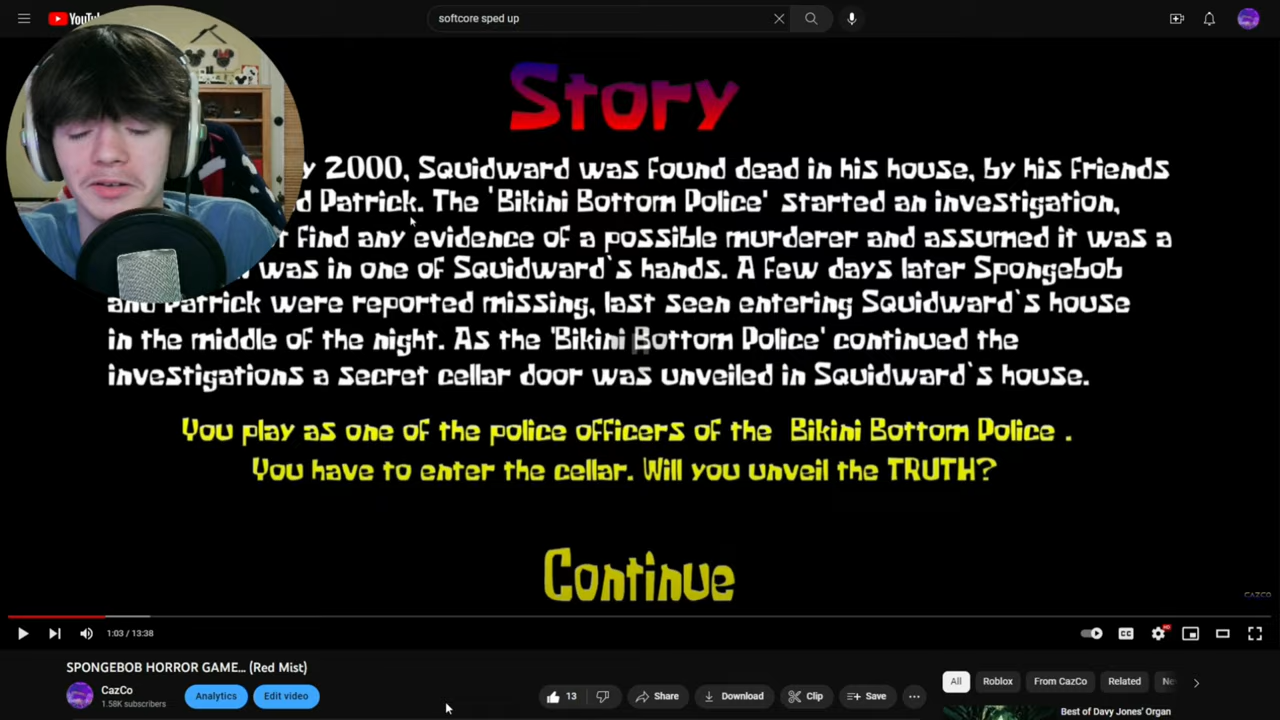 YouTu
softcore sped up
Story
y 2000, Squidward was found dead in his house, by his friends
d Patrick. The 'Bikini Bottom Police' started an investigation,
t find any evidence of a possible murderer and assumed it was a
was in one of Squidward`s hands. A few days later Spongebob
and Patrick were reported missing, last seen entering Squidward`s house
in the middle of the night. As the 'Bikini Bottom Police' continued the
investigations a secret cellar door was unveiled in Squidward`s house.
You play as one of the police officers of the Bikini Bottom Police .
You have to enter the cellar. Will you unveil the TRUTH?
Continue
CAZCO
1:03 / 13:38
CC
HD
SPONGEBOB HORROR GAME... (Red Mist)
CazCo
1.58K subscribers
Analytics
Edit video
13
Share
Download
Clip
Save
All
Roblox
From CazCo
Related
Ne
Best of Davy Jones' Organ